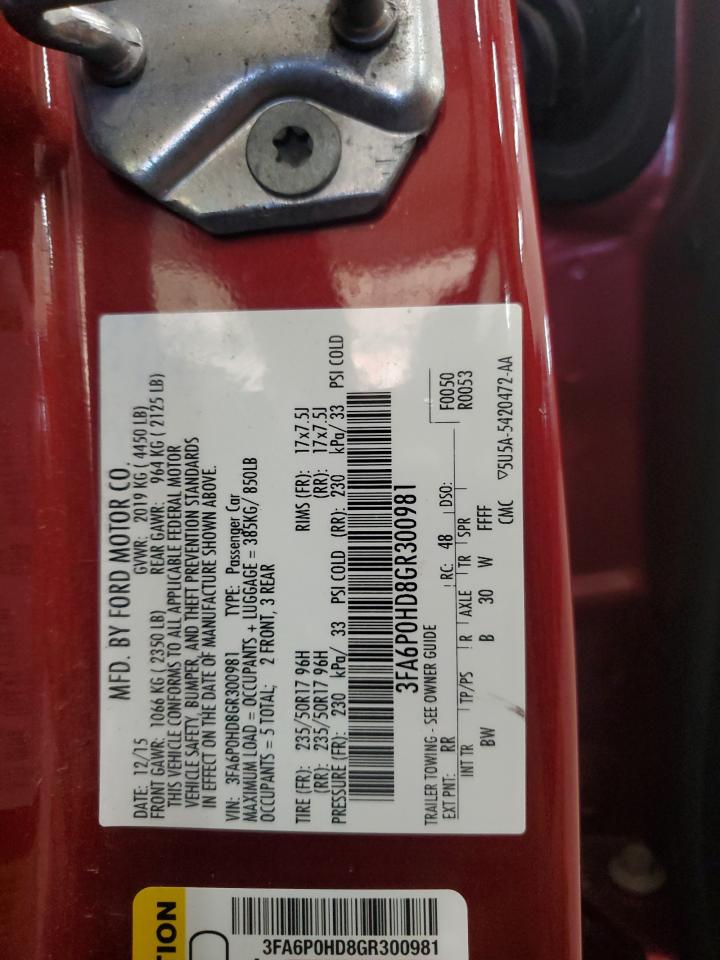 MFD. BY FORD MOTOR CO.
DATE: 12/15 GVWR: 2019 KG ( 4450 LB)
FRONT GAWR: 1066 KG ( 2350 LB) REAR GAWR: 964 KG ( 2125 LB)
THIS VEHICLE CONFORMS TO ALL APPLICABLE FEDERAL MOTOR
VEHICLE SAFETY, BUMPER, AND THEFT PREVENTION STANDARDS
IN EFFECT ON THE DATE OF MANUFACTURE SHOWN ABOVE.
VIN: 3FA6P0HD8GR300981 TYPE: Passenger Car
MAXIMUM LOAD = OCCUPANTS + LUGGAGE = 385KG/ 850LB
OCCUPANTS = 5 TOTAL: 2 FRONT, 3 REAR
TIRE (FR): 235/50R17 96H RIMS (FR): 17x7.5J
(RR): 235/50R17 96H (RR): 17x7.5J
PRESSURE (FR): 230 kPa/ 33 PSI COLD (RR): 230 kPa/ 33 PSI COLD
3FA6P0HD8GR300981
TRAILER TOWING - SEE OWNER GUIDE F0050
EXT PNT: RR RC: 48 DSO: R0053
INT TR TP/PS R AXLE TR SPR
BW B 30 W FFFF
CMC ▽5U5A-5420472-AA
TION
3FA6P0HD8GR300981